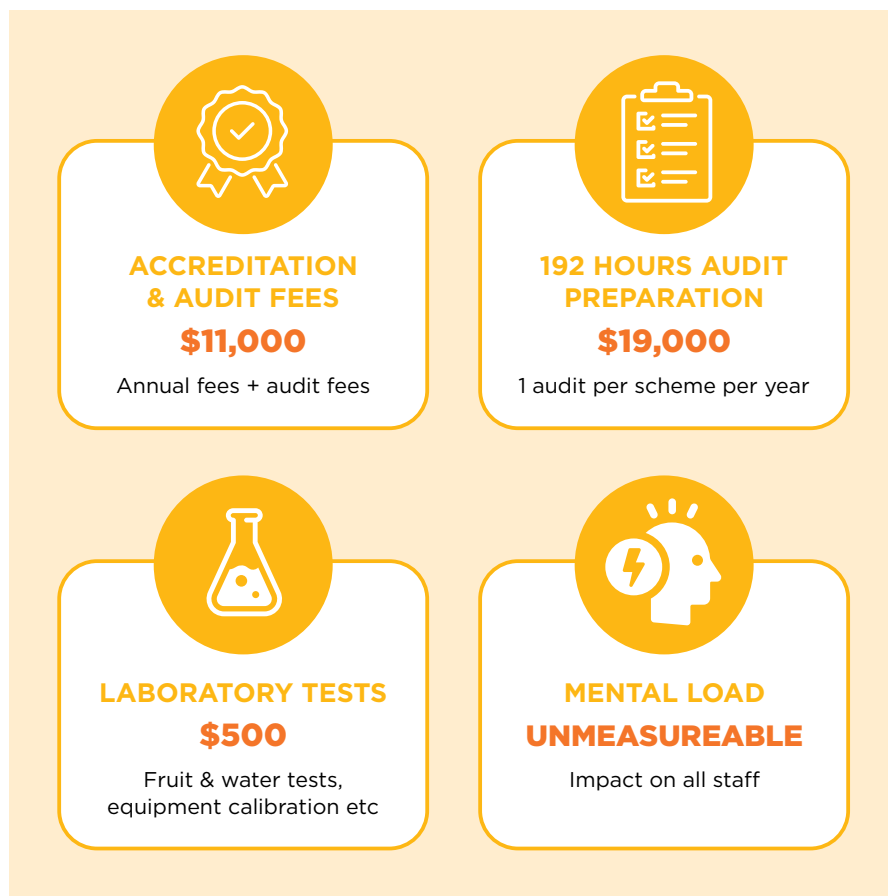 ACCREDITATION
& AUDIT FEES
$11,000
Annual fees + audit fees
192 HOURS AUDIT
PREPARATION
$19,000
1 audit per scheme per year
LABORATORY TESTS
$500
Fruit & water tests,
equipment calibration etc
MENTAL LOAD
UNMEASUREABLE
Impact on all staff